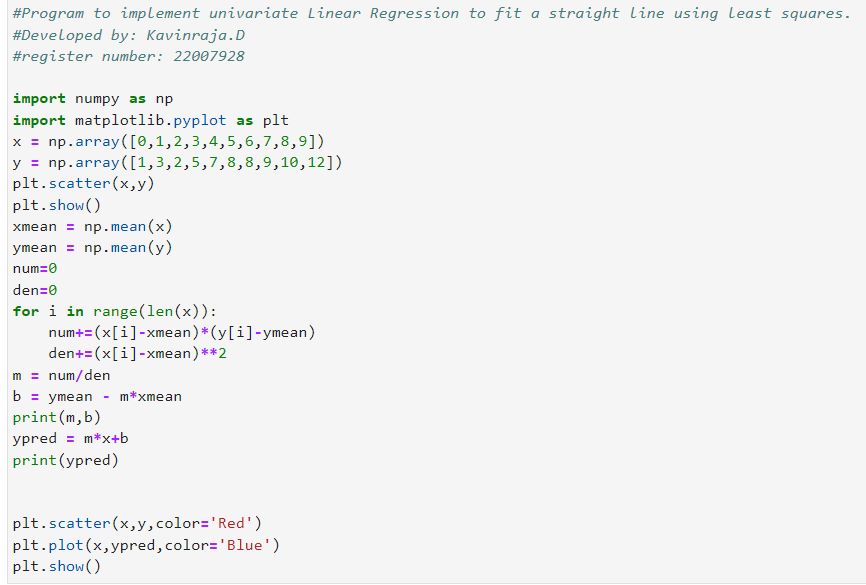 #Program to implement univariate Linear Regression to fit a straight line using least squares.
#Developed by: Kavinraja.D
#register number: 22007928
import numpy as np
import matplotlib.pyplot as plt
x = np.array([0,1,2,3,4,5,6,7,8,9])
y = np.array([1,3,2,5,7,8,8,9,10,12])
plt.scatter(x,y)
plt.show()
xmean = np.mean(x)
ymean = np.mean(y)
num=0
den=0
for i in range(len(x)):
    num+=(x[i]-xmean)*(y[i]-ymean)
    den+=(x[i]-xmean)**2
m = num/den
b = ymean - m*xmean
print(m,b)
ypred = m*x+b
print(ypred)
plt.scatter(x,y,color='Red')
plt.plot(x,ypred,color='Blue')
plt.show()